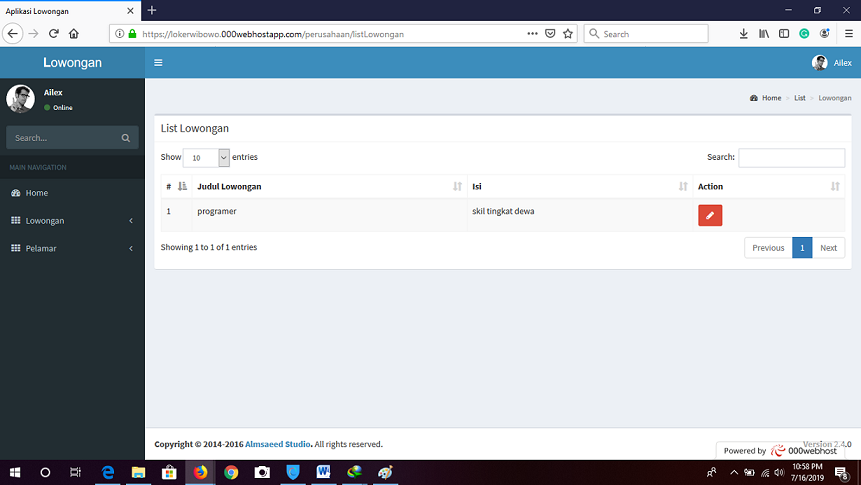 Aplikasi Lowongan
https://lokerwibowo.000webhostapp.com/perusahaan/listLowongan
Search
Lowongan
Ailex
Ailex
Online
Home
List
Lowongan
Search...
List Lowongan
MAIN NAVIGATION
Show 10 entries
Search:
# Judul Lowongan Isi Action
Home
1 programer skil tingkat dewa
Lowongan
Pelamar
Showing 1 to 1 of 1 entries
Previous 1 Next
Copyright © 2014-2016 Almsaeed Studio. All rights reserved.
Version 2.4.0
Powered by 000webhost
10:58 PM
7/16/2019
8